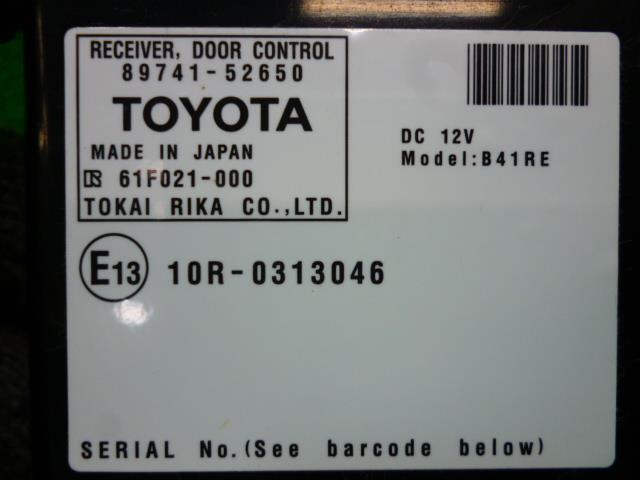 RECEIVER, DOOR CONTROL
89741-52650
TOYOTA
MADE IN JAPAN
61F021-000
TOKAI RIKA CO.,LTD.
DC 12V
Model:B41RE
E13 10R-0313046
SERIAL No.(See barcode below)